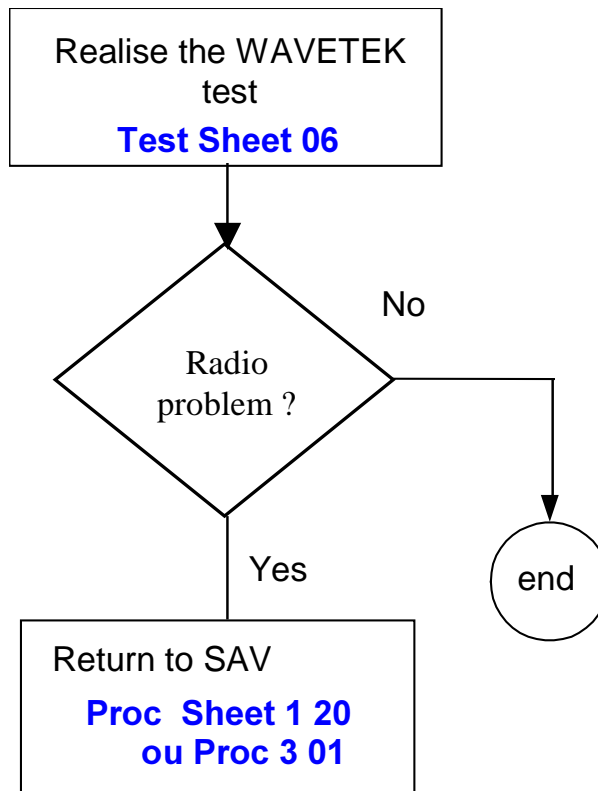 Realise the WAVETEK
test
Test Sheet 06
No
Radio
problem ?
Yes
end
Return to SAV
Proc Sheet 1 20
ou Proc 3 01